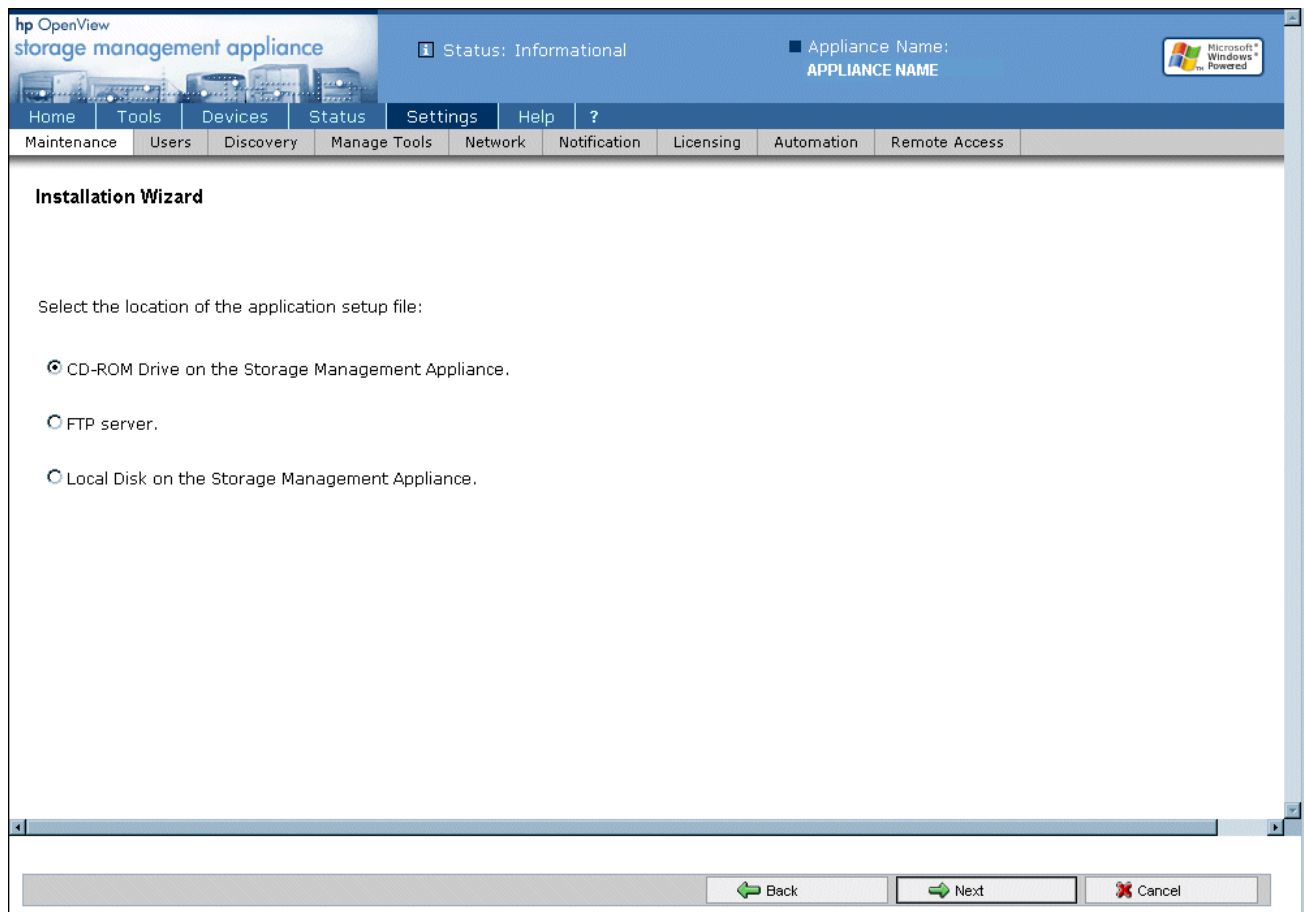 hp OpenView
storage management appliance
i Status: Informational
Appliance Name:
APPLIANCE NAME
Microsoft®
Windows®
Powered
TM
Home Tools Devices Status Settings Help ?
Maintenance Users Discovery Manage Tools Network Notification Licensing Automation Remote Access
Installation Wizard
Select the location of the application setup file:
CD-ROM Drive on the Storage Management Appliance.
FTP server.
Local Disk on the Storage Management Appliance.
Back Next Cancel